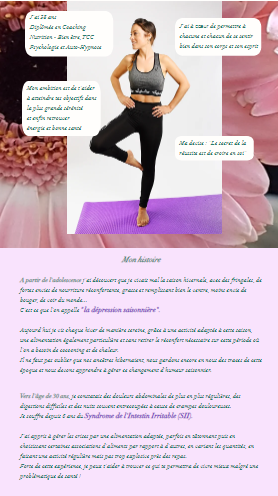 J'ai 38 ans
Diplômée en Coaching
Nutrition - Bien être, TCC
Psychologie et Auto-Hypnose
J'ai à cœur de permettre à
chacune et chacun de se sentir
bien dans son corps et son esprit
Mon ambition est de t'aider
à atteindre tes objectifs dans
la plus grande sérénité
et enfin retrouver
énergie et bonne santé
Ma devise : Le secret de la
réussite est de croire en soi
Mon histoire
A partir de l'adolescence j'ai découvert que je vivais mal la saison hivernale, avec des fringales, de
fortes envies de nourriture réconfortante, grasse et remplissant bien le ventre, moins envie de
bouger, de voir du monde...
C'est ce que l'on appelle "la dépression saisonnière".
Aujourd'hui je vis chaque hiver de manière sereine, grâce à une activité adaptée à cette saison,
une alimentation également particulière et sans retirer le réconfort nécessaire sur cette période où
l'on a besoin de cocooning et de chaleur.
Il ne faut pas oublier que nos ancêtres hibernaient, nous gardons encore en nous des traces de cette
époque et nous devons apprendre à gérer ce changement d'humeur saisonnier.
Vers l'âge de 30 ans, je constatais des douleurs abdominales de plus en plus régulières, des
digestions difficiles et des nuits souvent entrecoupées à cause de crampes douloureuses.
Je souffre depuis 6 ans du Syndrome de l'Intestin Irritable (SII).
J'ai appris à gérer les crises par une alimentation adaptée, parfois en tâtonnant puis en
choisissant certaines associations d'aliments par rapport à d'autres, en variant les quantités, en
faisant une activité régulière mais pas trop explosive près des repas.
Forte de cette expérience, je peux t'aider à trouver ce qui te permettra de vivre mieux malgré une
problématique de santé !